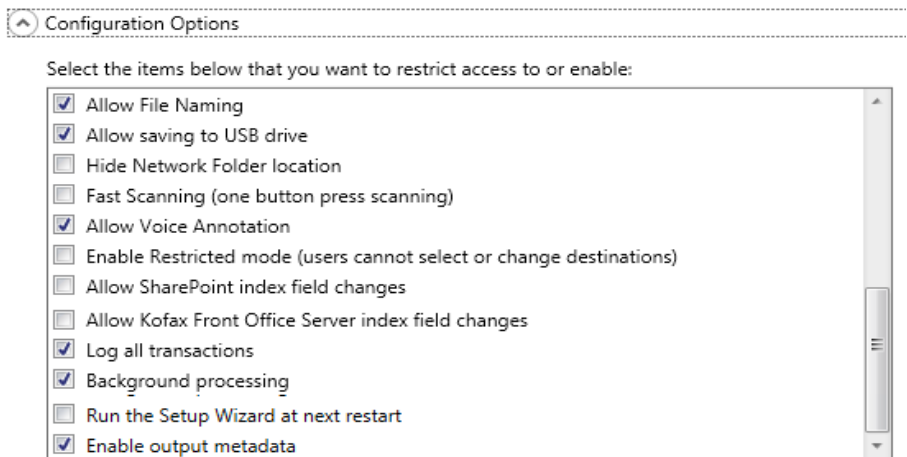 Configuration Options
Select the items below that you want to restrict access to or enable:
Allow File Naming
Allow saving to USB drive
Hide Network Folder location
Fast Scanning (one button press scanning)
Allow Voice Annotation
Enable Restricted mode (users cannot select or change destinations)
Allow SharePoint index field changes
Allow Kofax Front Office Server index field changes
Log all transactions
Background processing
Run the Setup Wizard at next restart
Enable output metadata